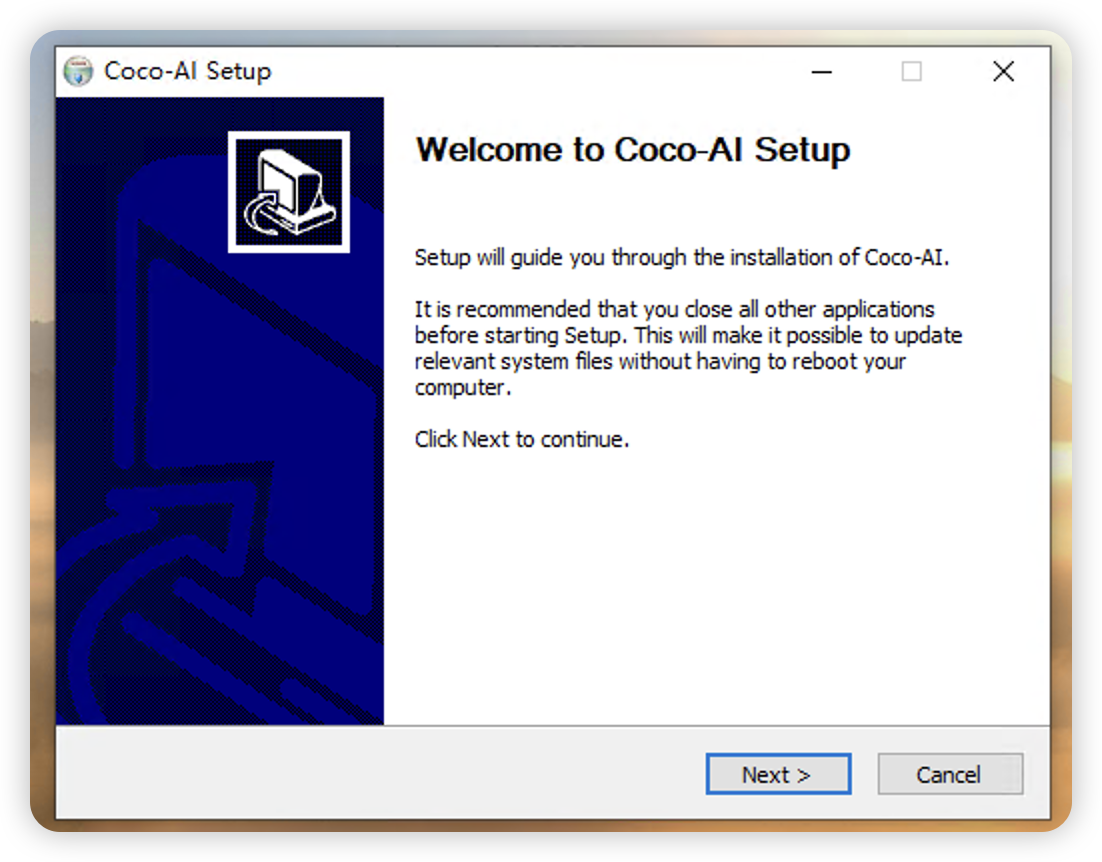 Coco-AI Setup
Welcome to Coco-AI Setup
Setup will guide you through the installation of Coco-AI.
It is recommended that you close all other applications
before starting Setup. This will make it possible to update
relevant system files without having to reboot your
computer.
Click Next to continue.
Next >
Cancel